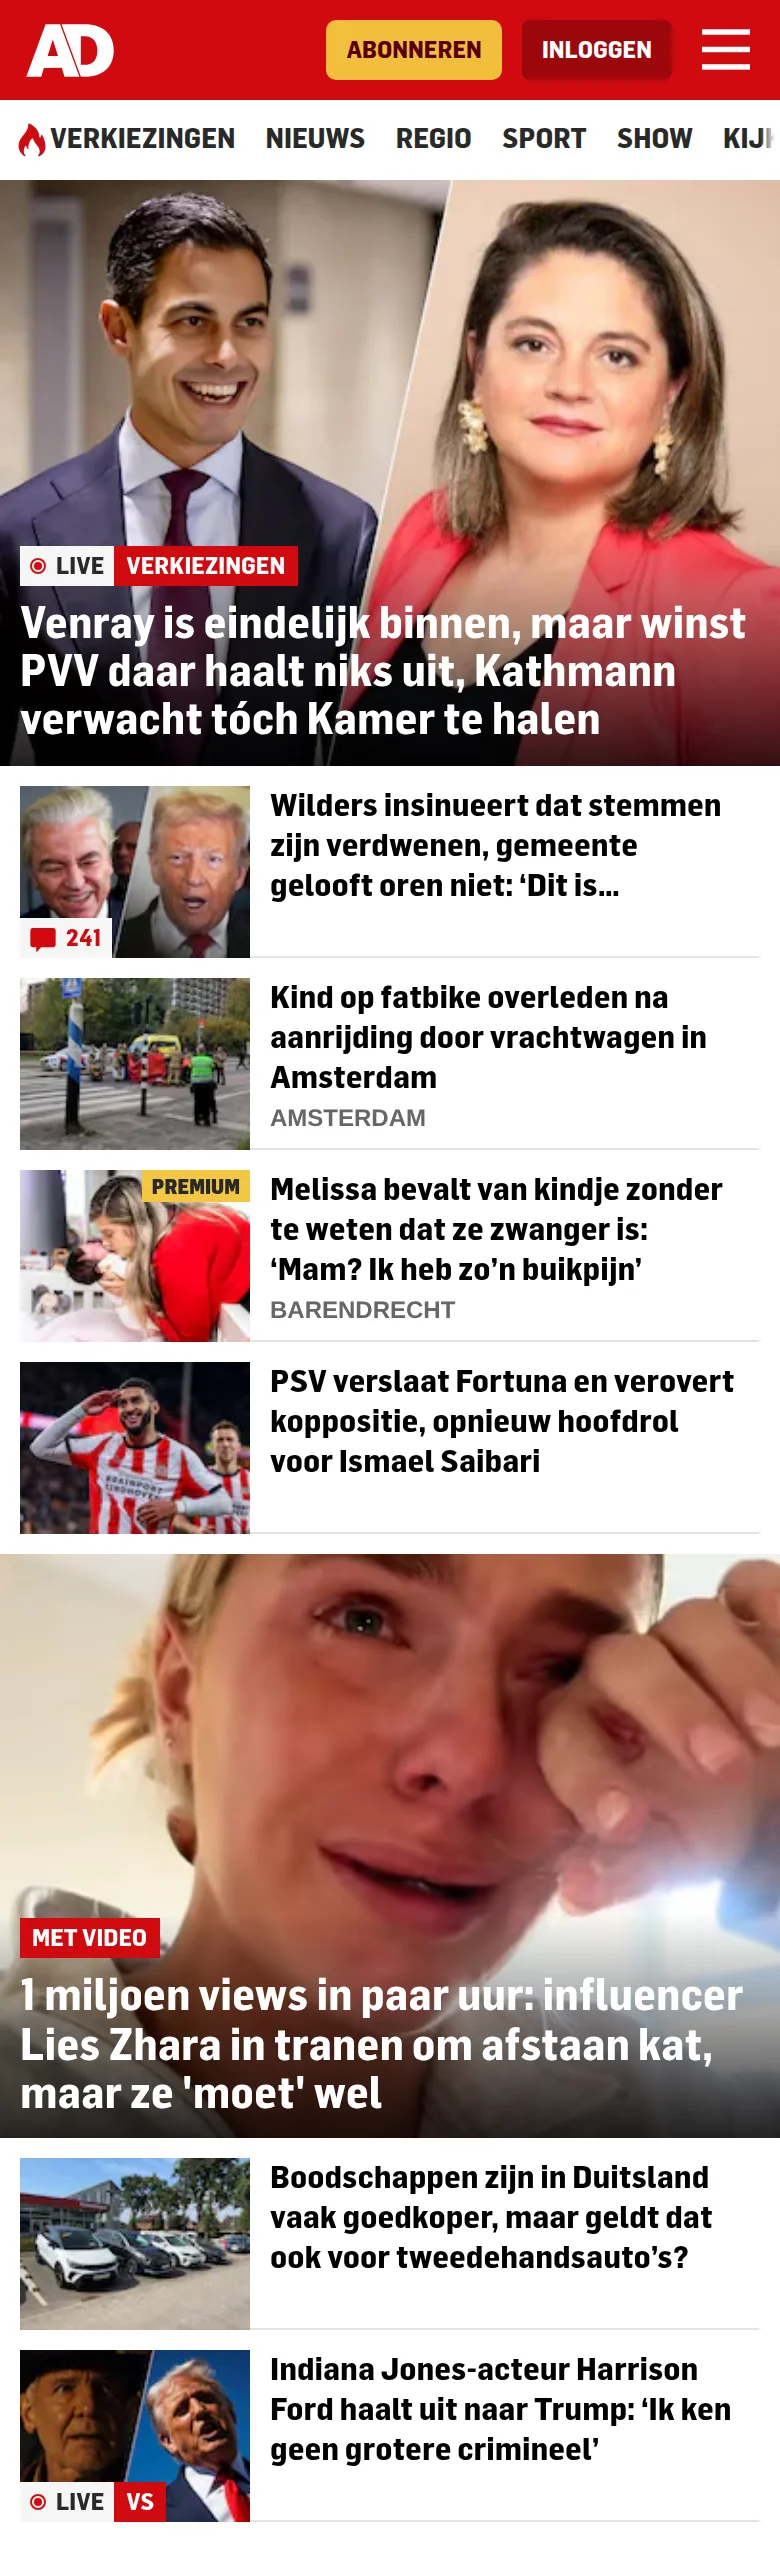 AD
ABONNEREN
INLOGGEN
VERKIEZINGEN NIEUWS REGIO SPORT SHOW
LIVE VERKIEZINGEN
Venray is eindelijk binnen, maar winst
PVV daar haalt niks uit, Kathmann
verwacht tóch Kamer te halen
Wilders insinueert dat stemmen
zijn verdwenen, gemeente
gelooft oren niet: ‘Dit is...
241
Kind op fatbike overleden na
aanrijding door vrachtwagen in
Amsterdam
AMSTERDAM
PREMIUM
Melissa bevalt van kindje zonder
te weten dat ze zwanger is:
‘Mam? Ik heb zo’n buikpijn’
BARENDRECHT
PSV verslaat Fortuna en verovert
koppositie, opnieuw hoofdrol
voor Ismael Saibari
BRAINPORT
EINDHOVEN
MET VIDEO
1 miljoen views in paar uur: influencer
Lies Zhara in tranen om afstaan kat,
maar ze 'moet' wel
Boodschappen zijn in Duitsland
vaak goedkoper, maar geldt dat
ook voor tweedehandsauto’s?
Indiana Jones-acteur Harrison
Ford haalt uit naar Trump: ‘Ik ken
geen grotere crimineel’
LIVE VS